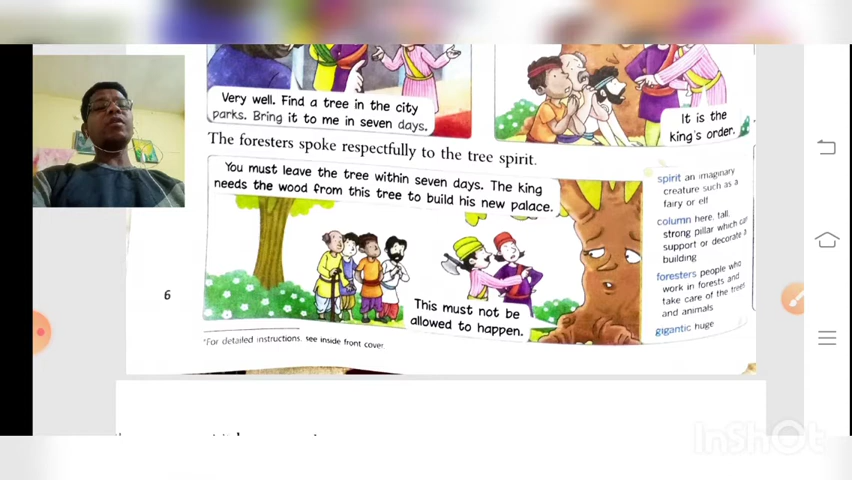 Very well. Find a tree in the city
parks. Bring it to me in seven days.
It is the
king's order.
The foresters spoke respectfully to the tree spirit.
You must leave the tree within seven days. The king
needs the wood from this tree to build his new palace.
This must not be
allowed to happen.
spirit an imaginary
creature such as a
fairy or elf
column here, tall,
strong pillar which can
support or decorate a
building
foresters people who
work in forests and
take care of the trees
and animals
gigantic huge
6
*For detailed instructions, see inside front cover.
InShOt